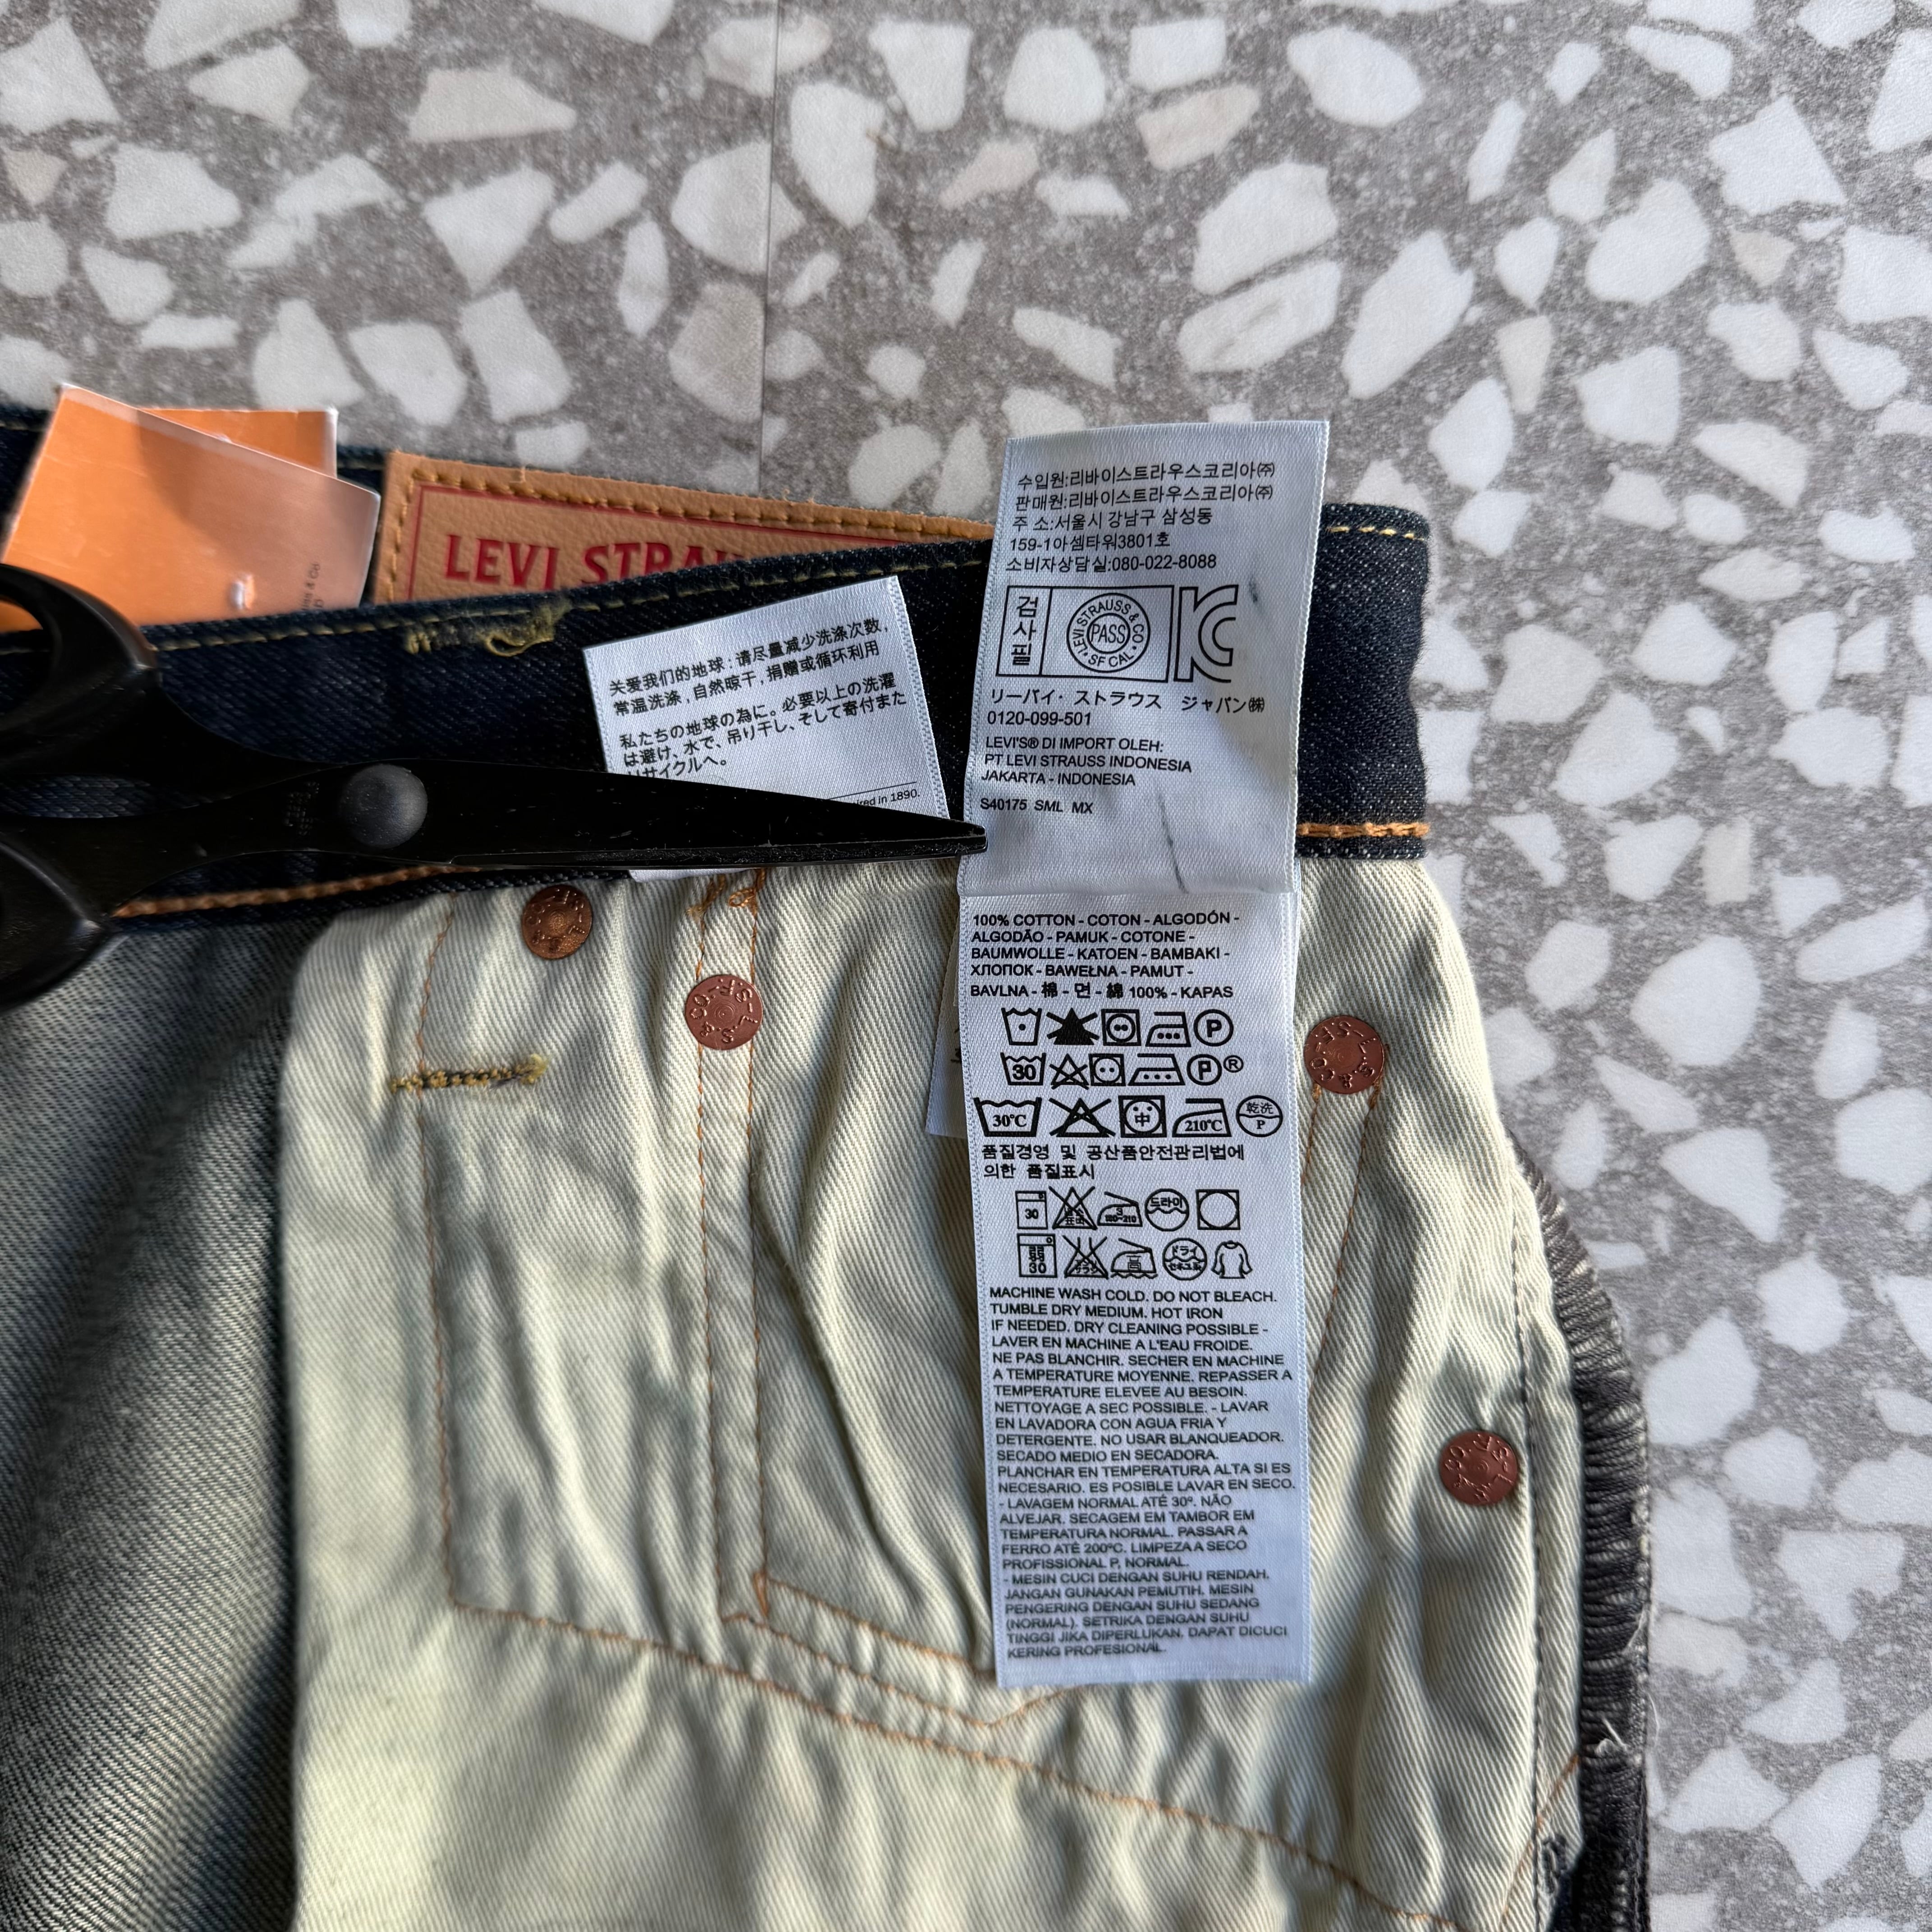 LEVI STRAU
关爱我们的地球：请尽量减少洗涤次数，
常温洗涤，自然晾干，捐赠或循环利用
私たちの地球の為に。必要以上の洗濯
は避け、水で、吊り干し、そして寄付また
リサイクルへ。
in 1890.
수입원:리바이스트라우스코리아㈜
판매원:리바이스트라우스코리아㈜
주 소:서울시 강남구 삼성동
159-1아셈타워3801호
소비자상담실:080-022-8088
검사필
LEVI STRAUSS & CO
PASS
SF CAL
リーバイ・ストラウス ジャパン㈱
0120-099-501
LEVI'S® DI IMPORT OLEH:
PT LEVI STRAUSS INDONESIA
JAKARTA - INDONESIA
S40175 SML MX
100% COTTON - COTON - ALGODÓN -
ALGODÃO - PAMUK - COTONE -
BAUMWOLLE - KATOEN - BAMBAKI -
ХЛОПОК - BAWEŁNA - PAMUT -
BAVLNA - 棉 - 면 - 綿 100% - KAPAS
P
30 P®
30°C 中 210°C 乾洗 P
품질경영 및 공산품안전관리법에
의한 품질표시
30 드라이
30 ドライ
MACHINE WASH COLD. DO NOT BLEACH.
TUMBLE DRY MEDIUM. HOT IRON
IF NEEDED. DRY CLEANING POSSIBLE -
LAVER EN MACHINE A L'EAU FROIDE.
NE PAS BLANCHIR. SECHER EN MACHINE
A TEMPERATURE MOYENNE. REPASSER A
TEMPERATURE ELEVEE AU BESOIN.
NETTOYAGE A SEC POSSIBLE. - LAVAR
EN LAVADORA CON AGUA FRIA Y
DETERGENTE. NO USAR BLANQUEADOR.
SECADO MEDIO EN SECADORA.
PLANCHAR EN TEMPERATURA ALTA SI ES
NECESARIO. ES POSIBLE LAVAR EN SECO.
- LAVAGEM NORMAL ATÉ 30º. NÃO
ALVEJAR. SECAGEM EM TAMBOR EM
TEMPERATURA NORMAL. PASSAR A
FERRO ATÉ 200ºC. LIMPEZA A SECO
PROFISSIONAL P, NORMAL.
- MESIN CUCI DENGAN SUHU RENDAH.
JANGAN GUNAKAN PEMUTIH. MESIN
PENGERING DENGAN SUHU SEDANG
(NORMAL). SETRIKA DENGAN SUHU
TINGGI JIKA DIPERLUKAN. DAPAT DICUCI
KERING PROFESIONAL.